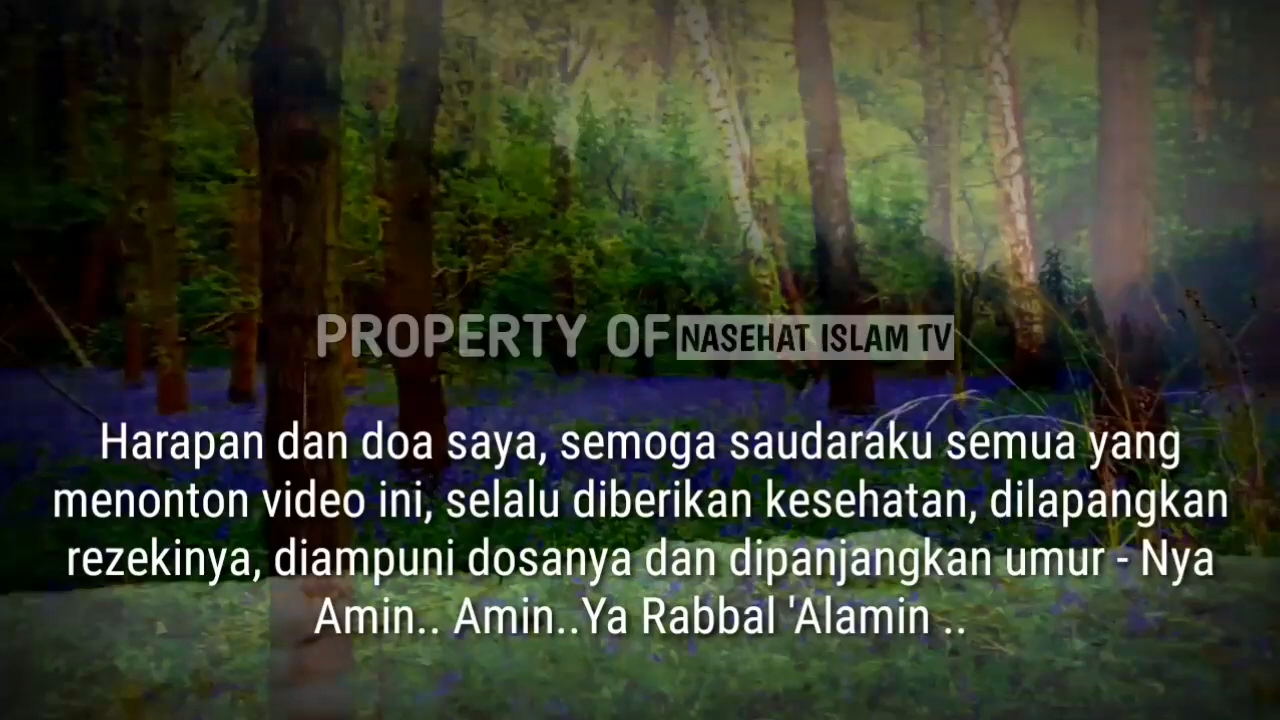 PROPERTY OF NASEHAT ISLAM TV
Harapan dan doa saya, semoga saudaraku semua yang
menonton video ini, selalu diberikan kesehatan, dilapangkan
rezekinya, diampuni dosanya dan dipanjangkan umur - Nya
Amin.. Amin..Ya Rabbal 'Alamin ..